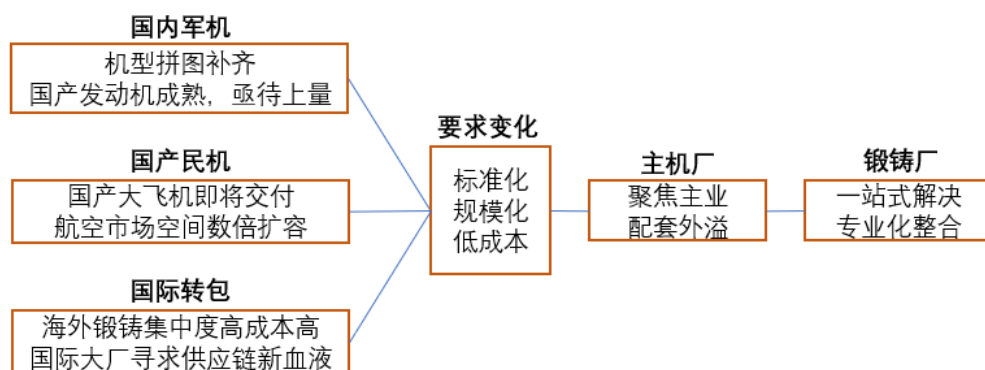 国内军机
机型拼图补齐
国产发动机成熟，亟待上量
国产民机
国产大飞机即将交付
航空市场空间数倍扩容
国际转包
海外锻铸集中度高成本高
国际大厂寻求供应链新血液
要求变化
标准化
规模化
低成本
主机厂
聚焦主业
配套外溢
锻铸厂
一站式解决
专业化整合